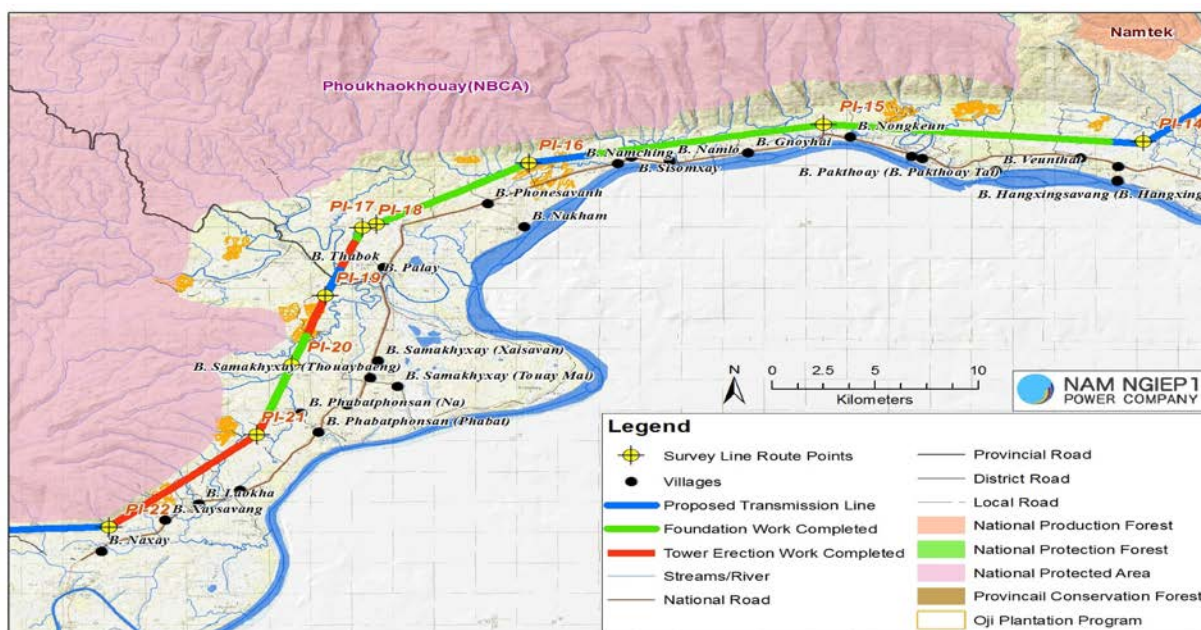 Namtek
Phoukhaokhouay(NBCA)
PI-15
PI-14
B. Nongkeun
PI-16
B. Namching
B. Namlo
B. Gnoyhai
B. Sisomxay
B. Pakthoay (B. Pakthoay Tai)
B. Veunthat
B. Hangxingsavang (B. Hangxing
B. Phonesavanh
B. Nakham
PI-17
PI-18
B. Thabok
B. Palay
PI-19
PI-20
B. Samakhyxay (Xaisavan)
B. Samakhyxay (Thouaybaeng)
B. Samakhyxay (Touay Mai)
B. Phabatphonsan (Na)
PI-21
B. Phabatphonsan (Phabat)
B. Laokha
PI-22
B. Xaysavang
B. Naxay
N
0 2.5 5 10
Kilometers
NAM NGIEP1
POWER COMPANY
Legend
Survey Line Route Points
Villages
Proposed Transmission Line
Foundation Work Completed
Tower Erection Work Completed
Streams/River
National Road
Provincial Road
District Road
Local Road
National Production Forest
National Protection Forest
National Protected Area
Provincail Conservation Forest
Oji Plantation Program